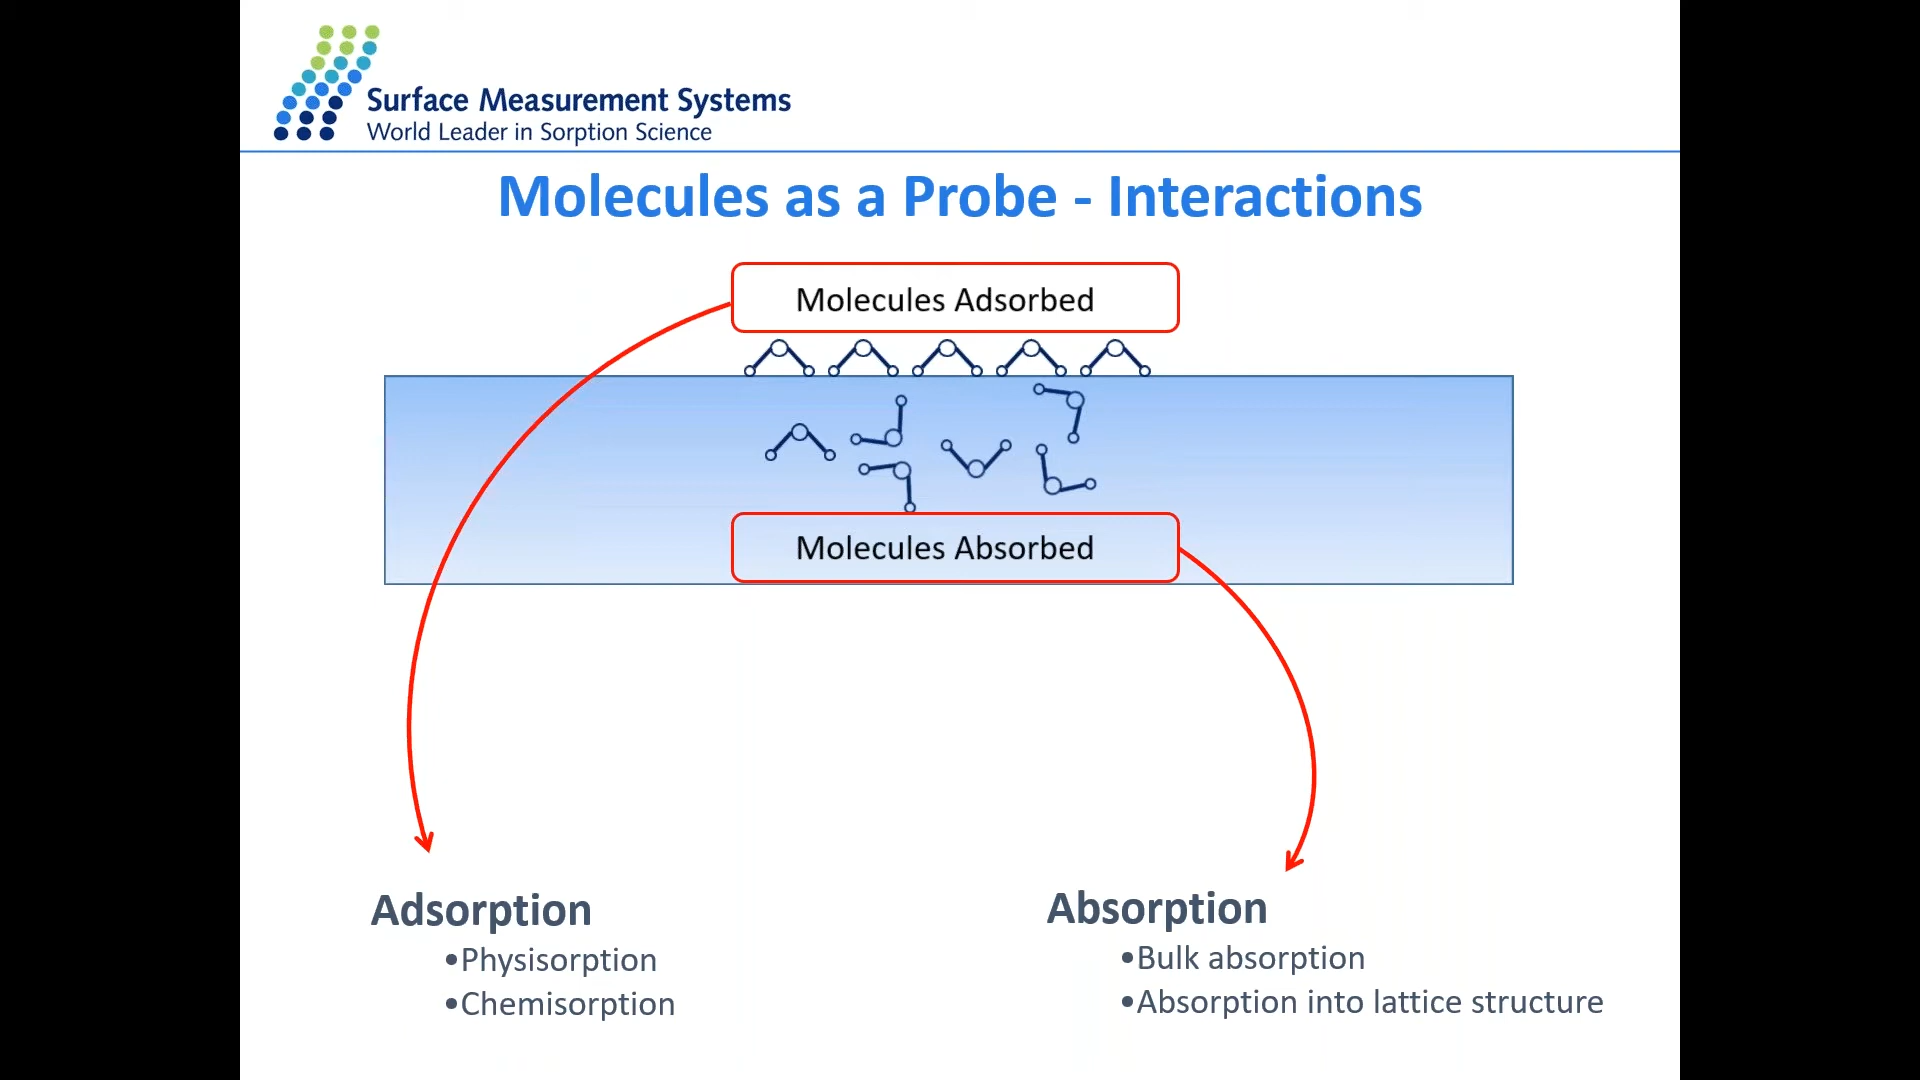 Surface Measurement Systems
World Leader in Sorption Science
Molecules as a Probe - Interactions
Molecules Adsorbed
Molecules Absorbed
Adsorption
•Physisorption
•Chemisorption
Absorption
•Bulk absorption
•Absorption into lattice structure